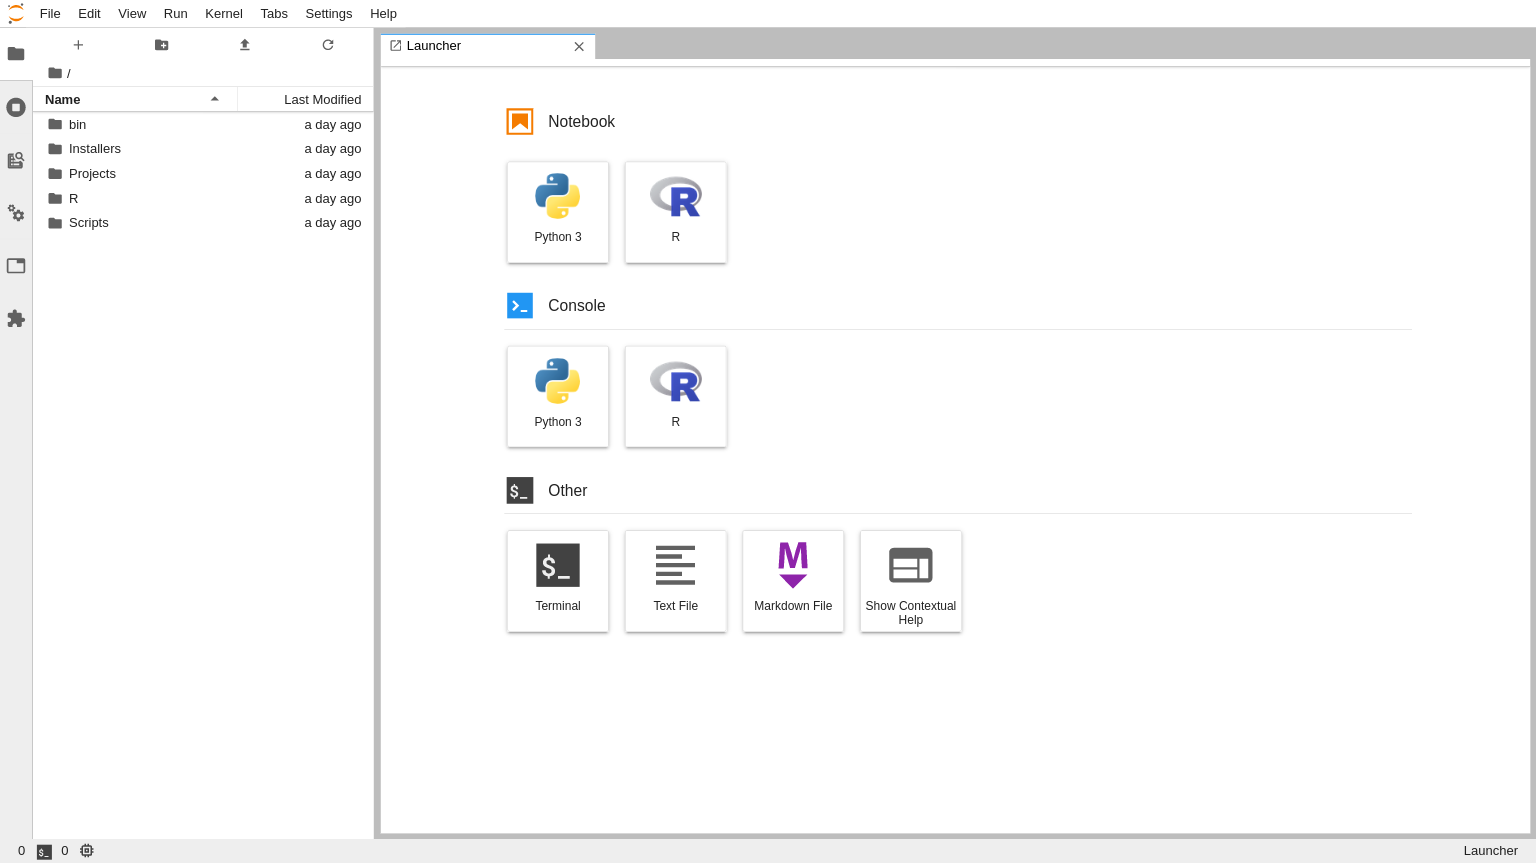 File Edit View Run Kernel Tabs Settings Help
Launcher
/
Name Last Modified
bin a day ago
Installers a day ago
Projects a day ago
R a day ago
Scripts a day ago
Notebook
Python 3 R
Console
Python 3 R
$_ Other
$_ M
Terminal Text File Markdown File Show Contextual
Help
0 $_ 0 Launcher